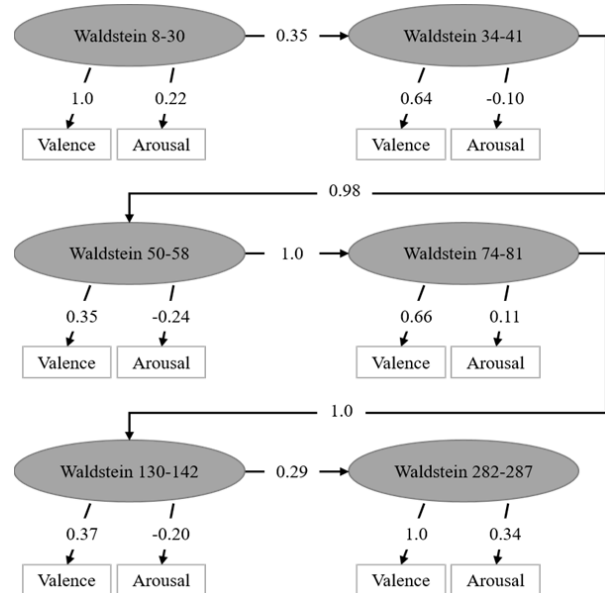 Waldstein 8-30 0.35 Waldstein 34-41
1.0 0.22 0.64 -0.10
Valence Arousal Valence Arousal
0.98
Waldstein 50-58 1.0 Waldstein 74-81
0.35 -0.24 0.66 0.11
Valence Arousal Valence Arousal
1.0
Waldstein 130-142 0.29 Waldstein 282-287
0.37 -0.20 1.0 0.34
Valence Arousal Valence Arousal